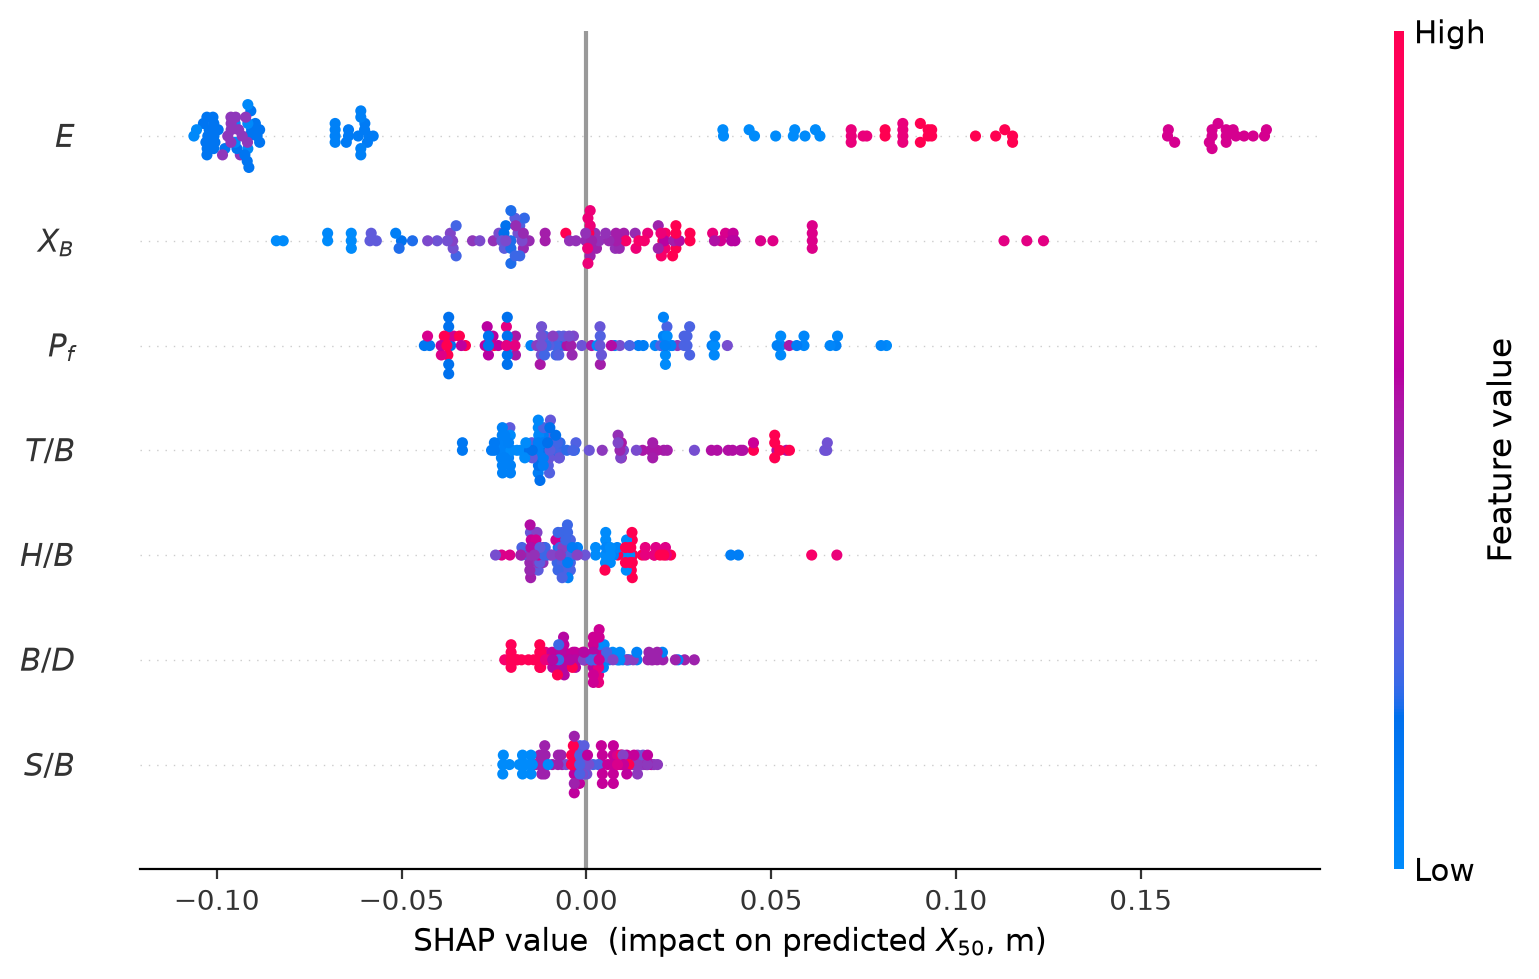 High
E
X_B
P_f
T/B
H/B
B/D
S/B
Feature value
Low
−0.10
−0.05
0.00
0.05
0.10
0.15
SHAP value (impact on predicted X_50, m)